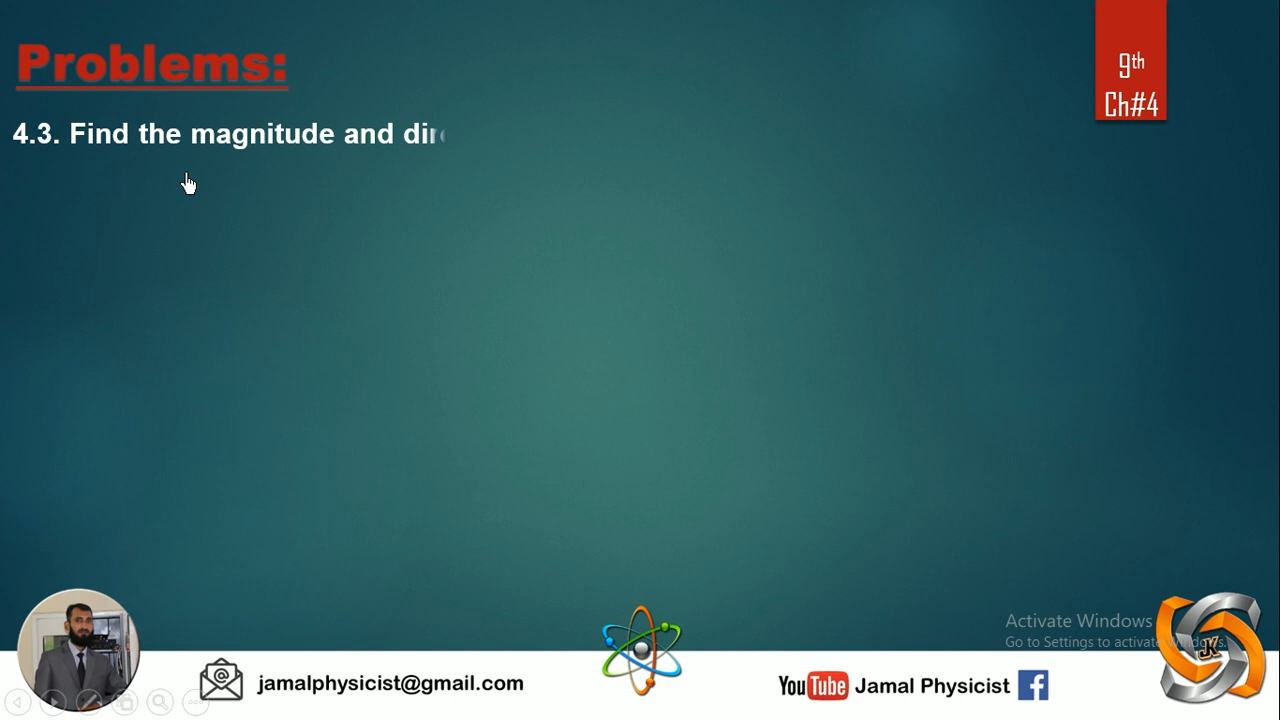 Problems:
9th
Ch#4
4.3. Find the magnitude and
Activate Windows
Go to Settings to activate Windows.
jamalphysicist@gmail.com
YouTube Jamal Physicist
JK